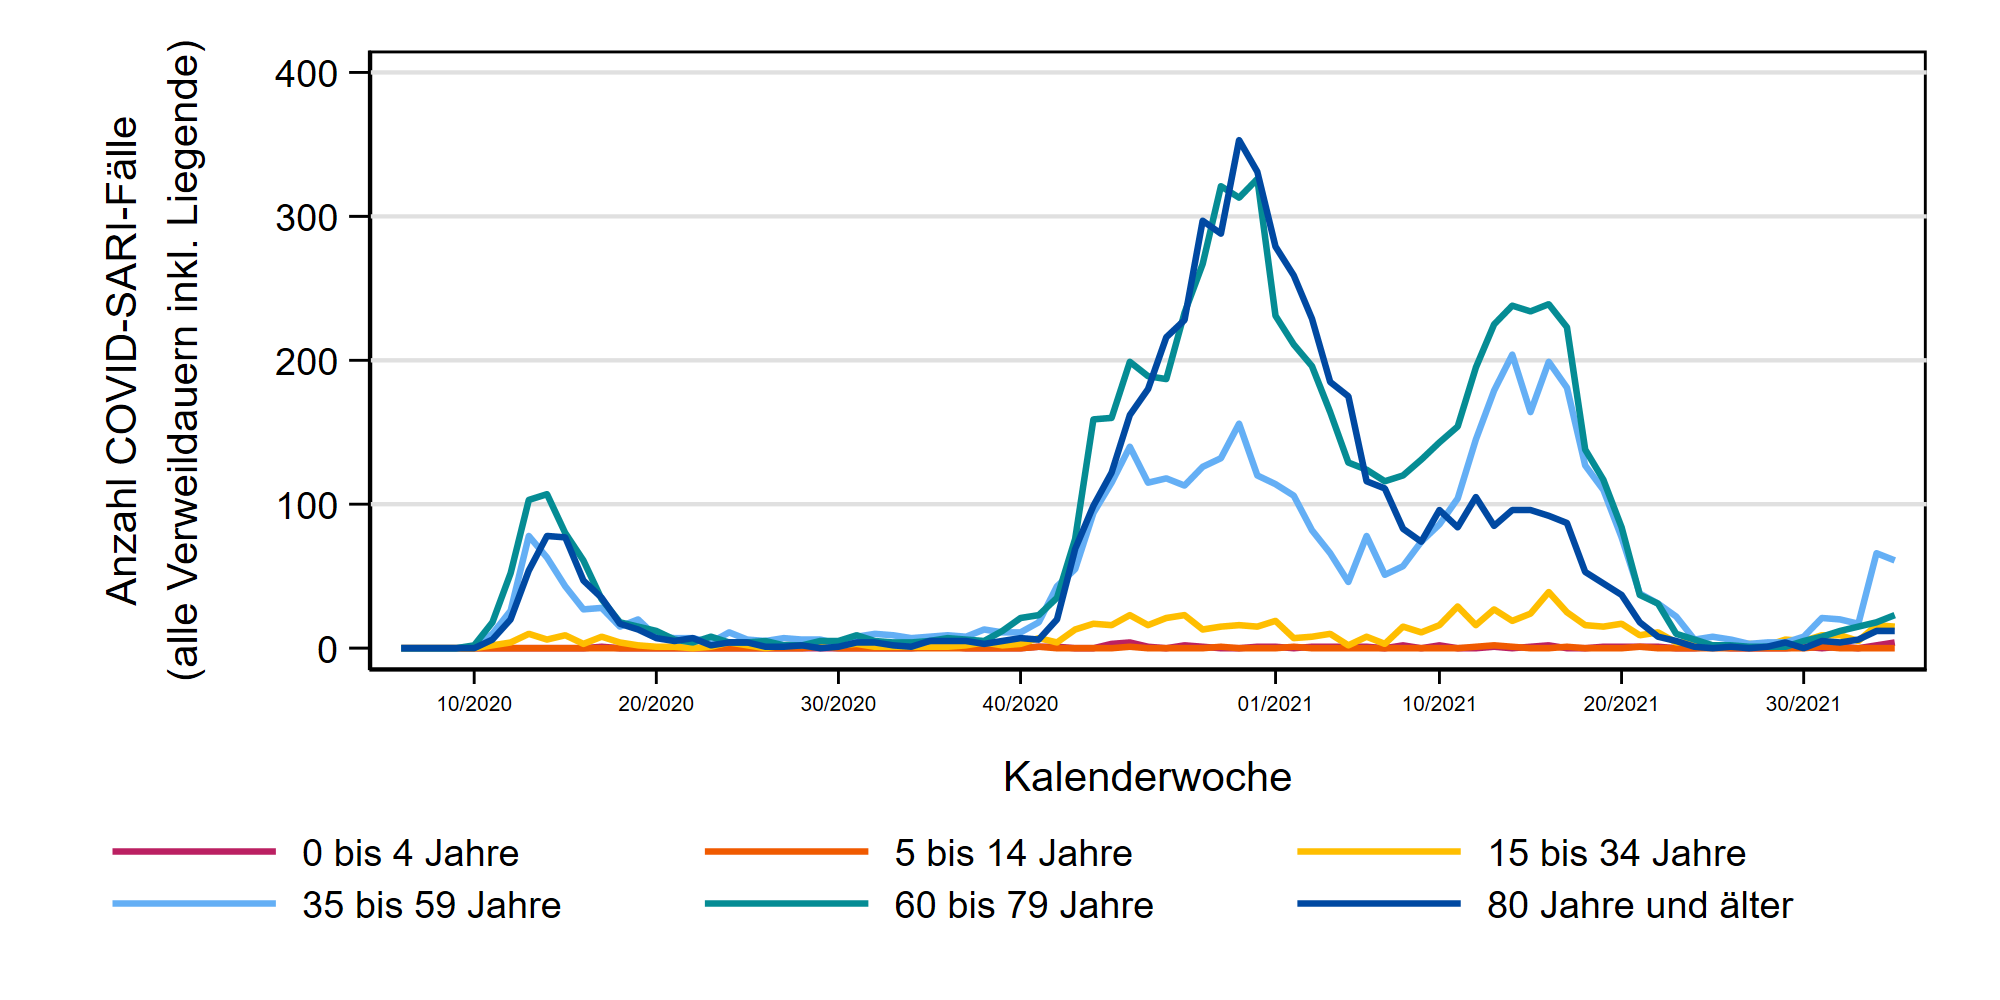 Anzahl COVID-SARI-Fälle
(alle Verweildauern inkl. Liegende)
400
300
200
100
0
10/2020 20/2020 30/2020 40/2020 01/2021 10/2021 20/2021 30/2021
Kalenderwoche
0 bis 4 Jahre 5 bis 14 Jahre 15 bis 34 Jahre
35 bis 59 Jahre 60 bis 79 Jahre 80 Jahre und älter